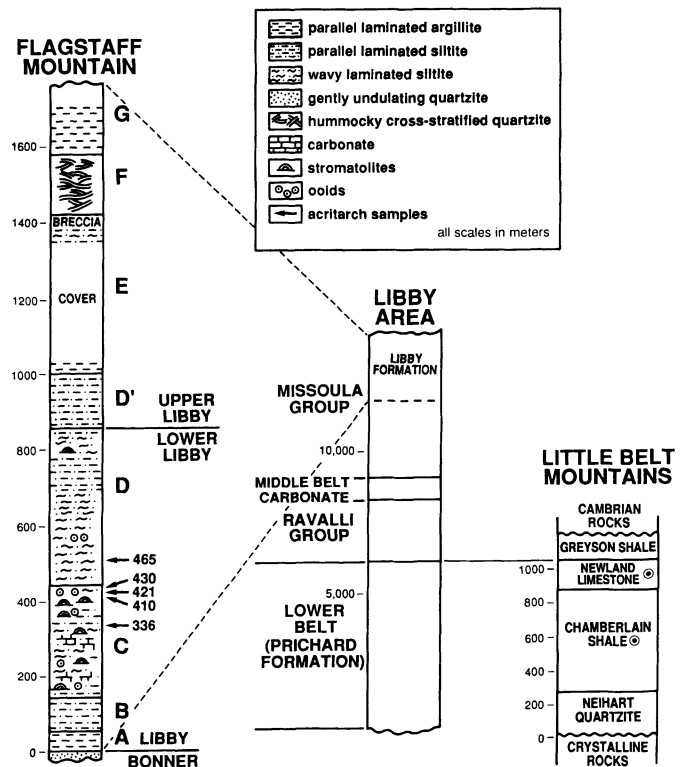 FLAGSTAFF
MOUNTAIN
parallel laminated argillite
parallel laminated siltite
wavy laminated siltite
gently undulating quartzite
hummocky cross-stratified quartzite
carbonate
stromatolites
ooids
acritarch samples
all scales in meters
G
1600
F
1400
BRECCIA
E
COVER
1200
1000
D'
UPPER
LIBBY
LOWER
LIBBY
800
D
600
465
430
421
410
400
336
C
200
B
A
LIBBY
0
BONNER
LIBBY
AREA
LIBBY
FORMATION
MISSOULA
GROUP
10,000
MIDDLE BELT
CARBONATE
RAVALLI
GROUP
5,000
LOWER
BELT
(PRICHARD
FORMATION)
LITTLE BELT
MOUNTAINS
CAMBRIAN
ROCKS
GREYSON SHALE
1000
NEWLAND
LIMESTONE
800
CHAMBERLAIN
SHALE
600
400
200
NEIHART
QUARTZITE
0
CRYSTALLINE
ROCKS